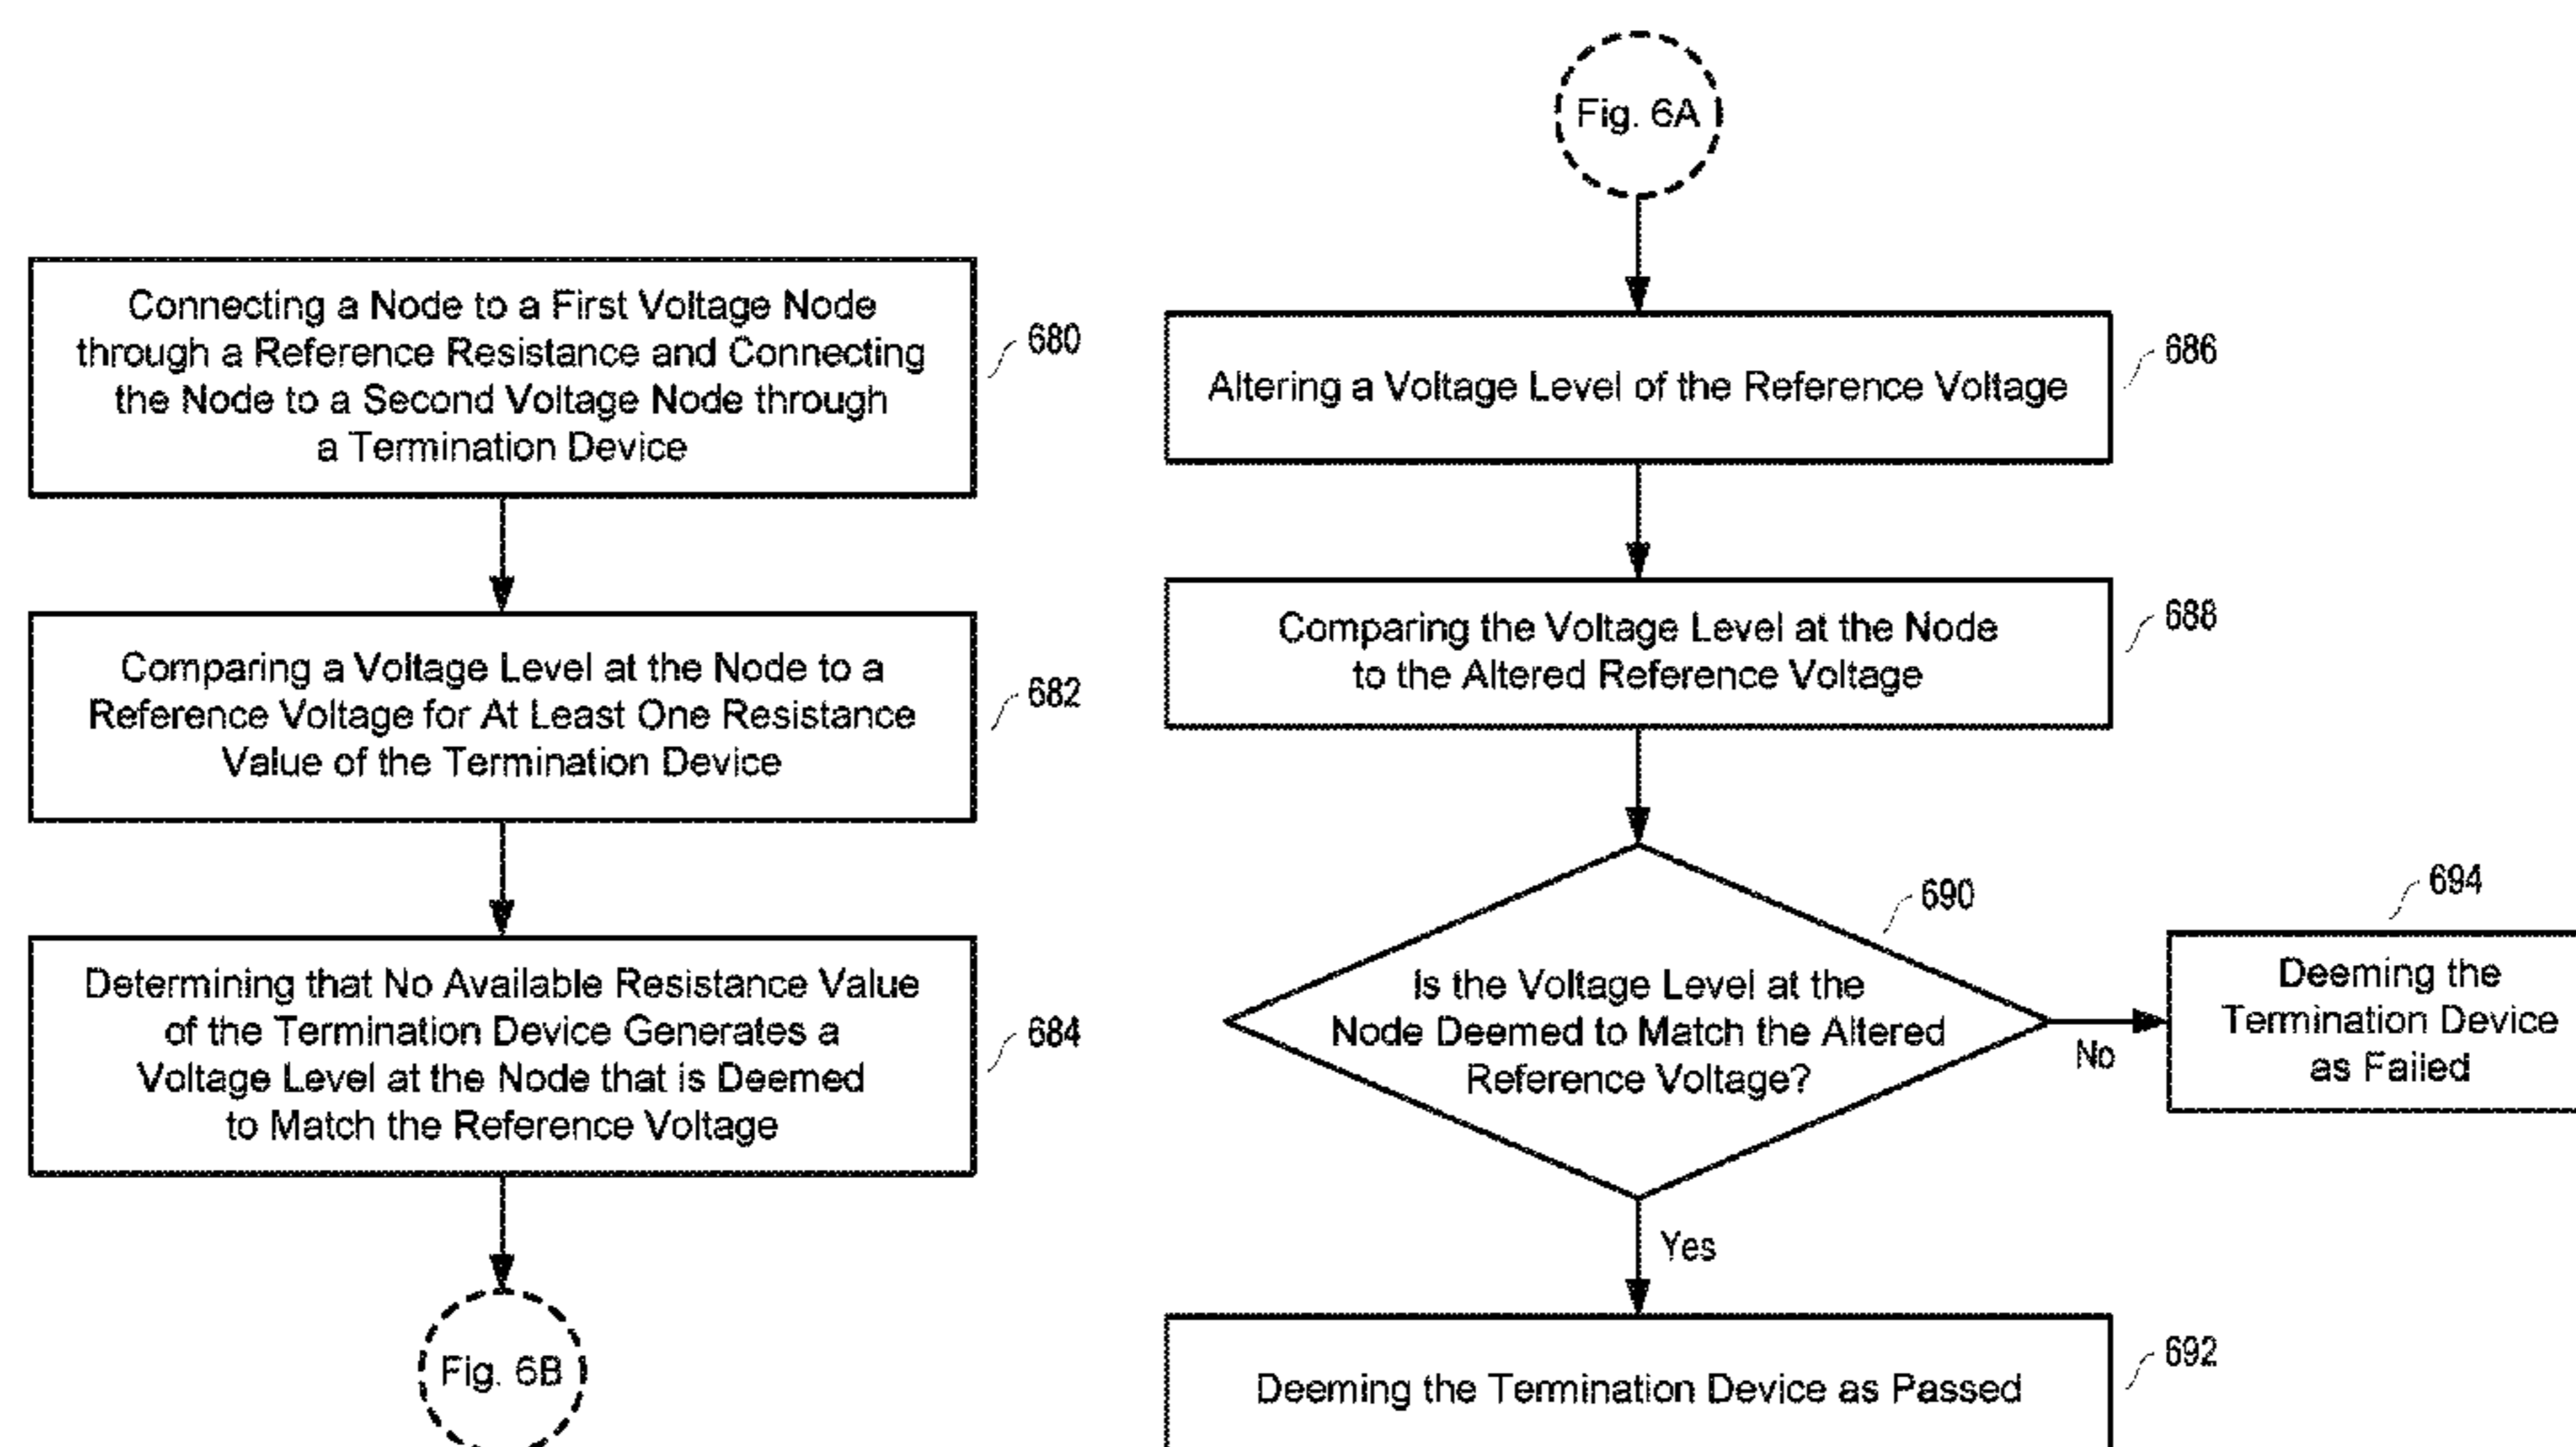 Connecting a Node to a First Voltage Node
through a Reference Resistance and Connecting
the Node to a Second Voltage Node through
a Termination Device
680
Comparing a Voltage Level at the Node to a
Reference Voltage for At Least One Resistance
Value of the Termination Device
682
Determining that No Available Resistance Value
of the Termination Device Generates a
Voltage Level at the Node that is Deemed
to Match the Reference Voltage
684
Fig. 6B
Fig. 6A
Altering a Voltage Level of the Reference Voltage
686
Comparing the Voltage Level at the Node
to the Altered Reference Voltage
688
690
Is the Voltage Level at the
Node Deemed to Match the Altered
Reference Voltage?
No
694
Deeming the
Termination Device
as Failed
Yes
Deeming the Termination Device as Passed
692